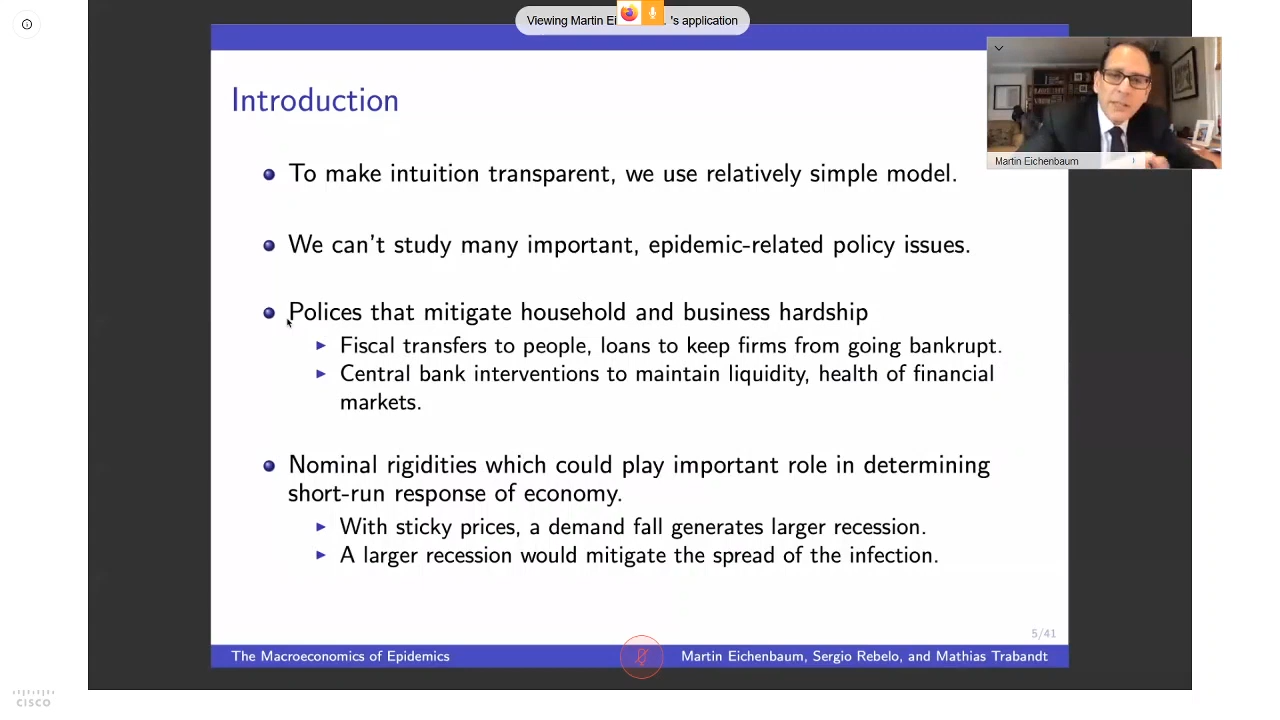 Viewing Martin Ei
's application
Introduction
To make intuition transparent, we use relatively simple model.
We can't study many important, epidemic-related policy issues.
Polices that mitigate household and business hardship
Fiscal transfers to people, loans to keep firms from going bankrupt.
Central bank interventions to maintain liquidity, health of financial
markets.
Nominal rigidities which could play important role in determining
short-run response of economy.
With sticky prices, a demand fall generates larger recession.
A larger recession would mitigate the spread of the infection.
5/41
The Macroeconomics of Epidemics
Martin Eichenbaum, Sergio Rebelo, and Mathias Trabandt
Martin Eichenbaum
CISCO